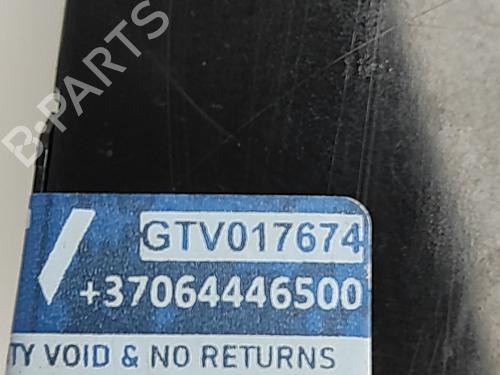 B-PARTS
GTV017674
+37064446500
TY VOID & NO RETURNS